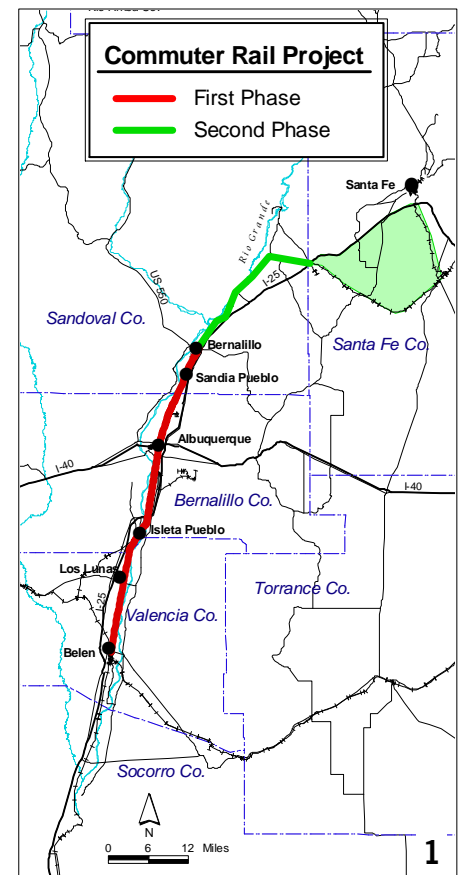 Commuter Rail Project
First Phase
Second Phase
Santa Fe
Rio Grande
US 550
I-25
Sandoval Co.
Bernalillo
Santa Fe Co.
Sandia Pueblo
Albuquerque
I-40
I-40
Bernalillo Co.
Isleta Pueblo
Los Lunas
I-25
Torrance Co.
Valencia Co.
Belen
Socorro Co.
N
0 6 12 Miles
1